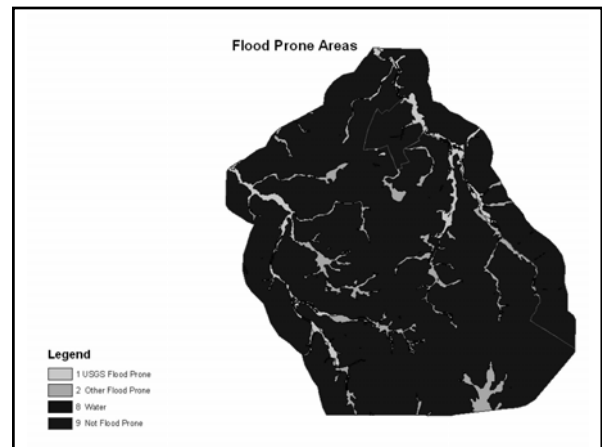 Flood Prone Areas
Legend
1 USGS Flood Prone
2 Other Flood Prone
8 Water
9 Not Flood Prone